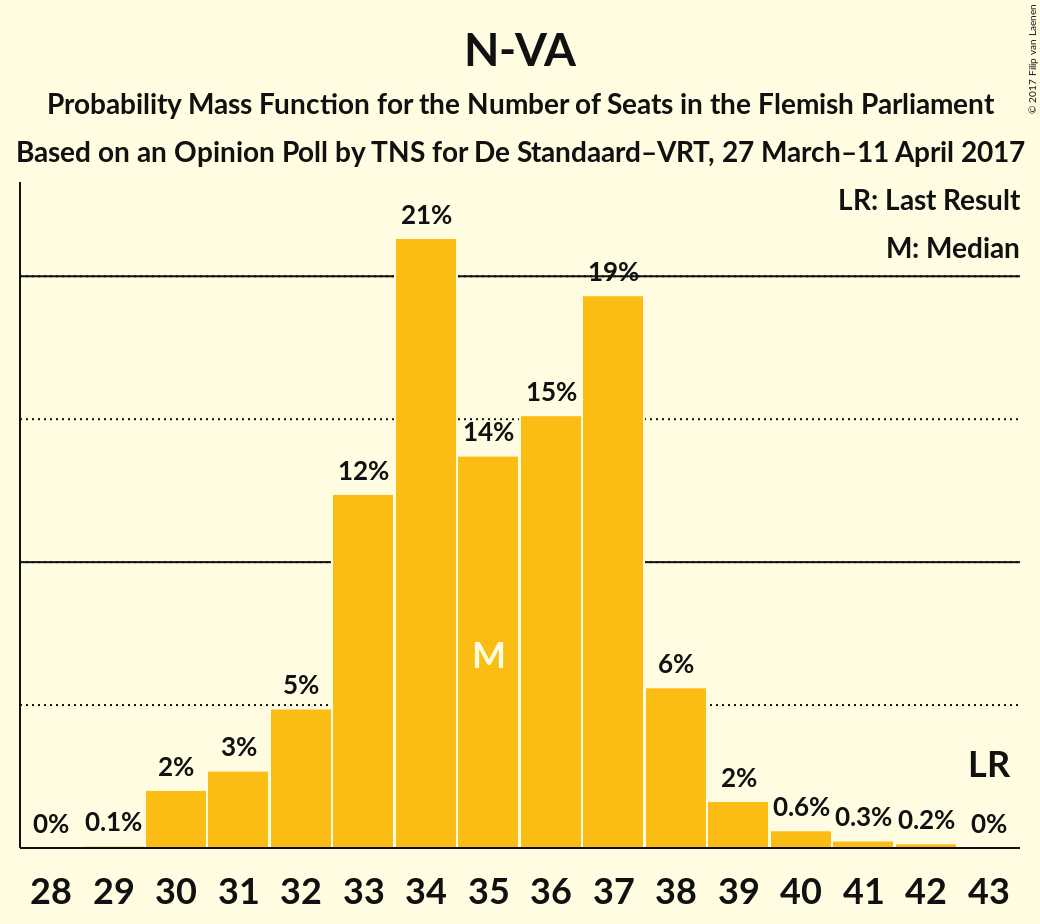 N-VA
Probability Mass Function for the Number of Seats in the Flemish Parliament
Based on an Opinion Poll by TNS for De Standaard–VRT, 27 March–11 April 2017
© 2017 Filip van Laenen
LR: Last Result
M: Median
0%
0.1%
2%
3%
5%
12%
21%
14%
15%
19%
6%
2%
0.6%
0.3%
0.2%
0%
M
LR
28 29 30 31 32 33 34 35 36 37 38 39 40 41 42 43